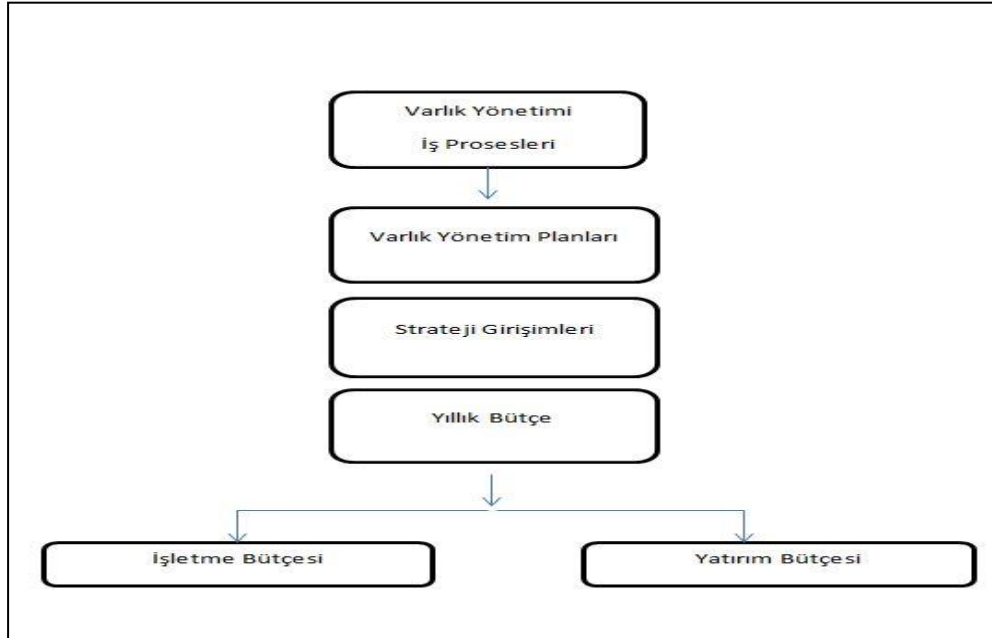 Varlık Yönetimi
İş Prosesleri
Varlık Yönetim Planları
Strateji Girişimleri
Yıllık Bütçe
İşletme Bütçesi
Yatırım Bütçesi